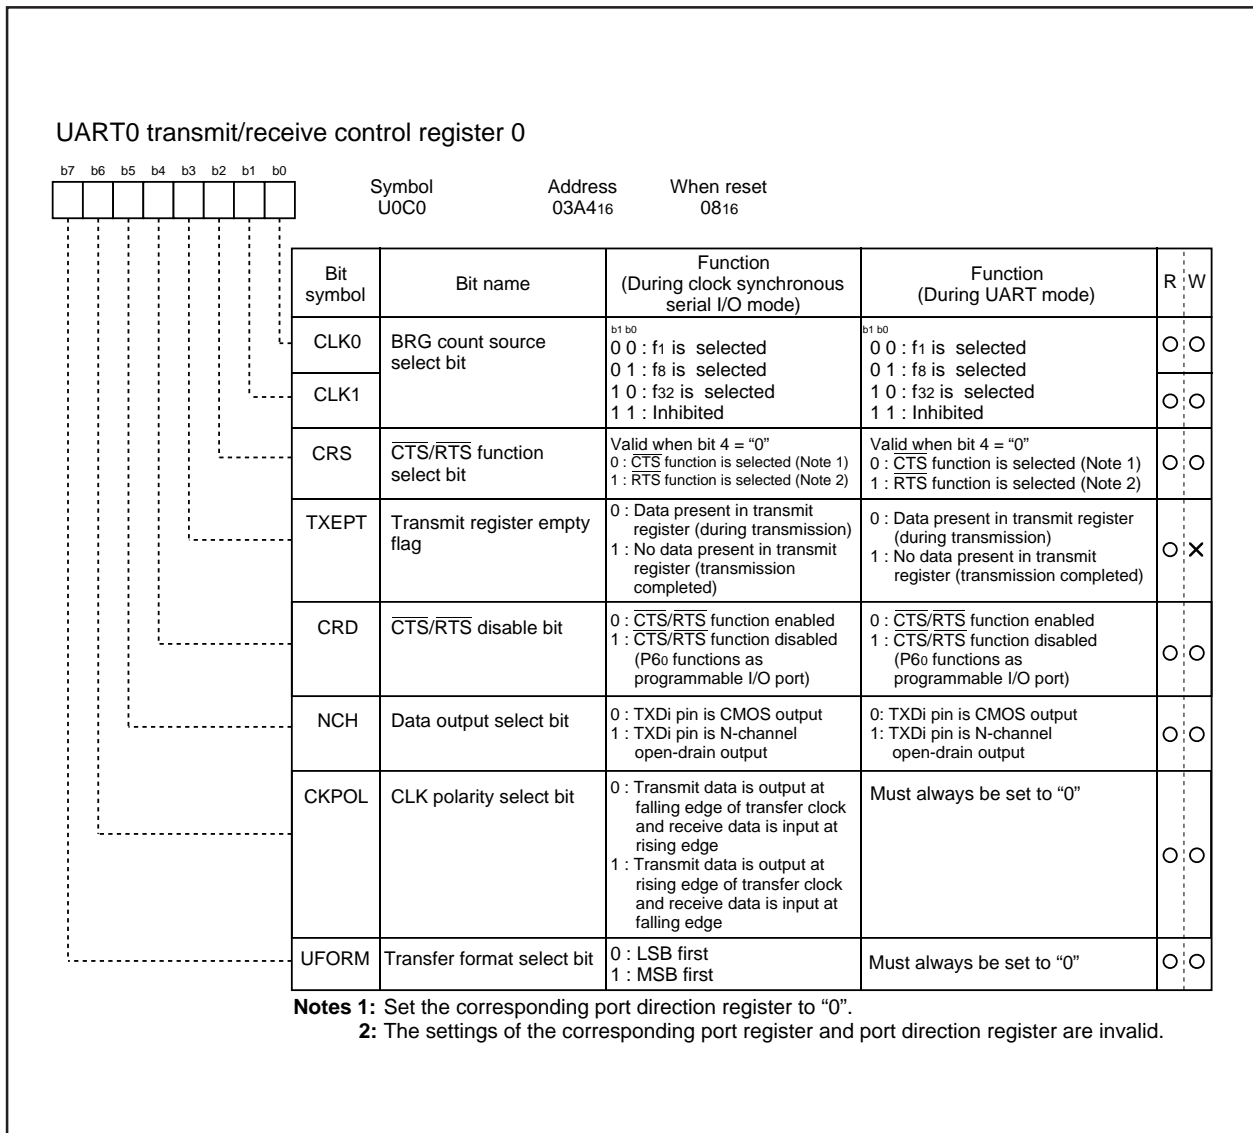 UART0 transmit/receive control register 0
b7 b6 b5 b4 b3 b2 b1 b0
Symbol Address When reset
U0C0 03A416 0816
Bit symbol
Bit name
Function
(During clock synchronous
serial I/O mode)
Function
(During UART mode)
R W
CLK0
CLK1
BRG count source
select bit
b1 b0
0 0 : f1 is selected
0 1 : f8 is selected
1 0 : f32 is selected
1 1 : Inhibited
b1 b0
0 0 : f1 is selected
0 1 : f8 is selected
1 0 : f32 is selected
1 1 : Inhibited
CRS
CTS/RTS function
select bit
Valid when bit 4 = “0”
0 : CTS function is selected (Note 1)
1 : RTS function is selected (Note 2)
Valid when bit 4 = “0”
0 : CTS function is selected (Note 1)
1 : RTS function is selected (Note 2)
TXEPT
Transmit register empty
flag
0 : Data present in transmit
register (during transmission)
1 : No data present in transmit
register (transmission
completed)
0 : Data present in transmit register
(during transmission)
1 : No data present in transmit
register (transmission completed)
CRD
CTS/RTS disable bit
0 : CTS/RTS function enabled
1 : CTS/RTS function disabled
(P60 functions as
programmable I/O port)
0 : CTS/RTS function enabled
1 : CTS/RTS function disabled
(P60 functions as
programmable I/O port)
NCH
Data output select bit
0 : TXDi pin is CMOS output
1 : TXDi pin is N-channel
open-drain output
0: TXDi pin is CMOS output
1: TXDi pin is N-channel
open-drain output
CKPOL
CLK polarity select bit
0 : Transmit data is output at
falling edge of transfer clock
and receive data is input at
rising edge
1 : Transmit data is output at
rising edge of transfer clock
and receive data is input at
falling edge
Must always be set to “0”
UFORM
Transfer format select bit
0 : LSB first
1 : MSB first
Must always be set to “0”
Notes 1: Set the corresponding port direction register to “0”.
2: The settings of the corresponding port register and port direction register are invalid.